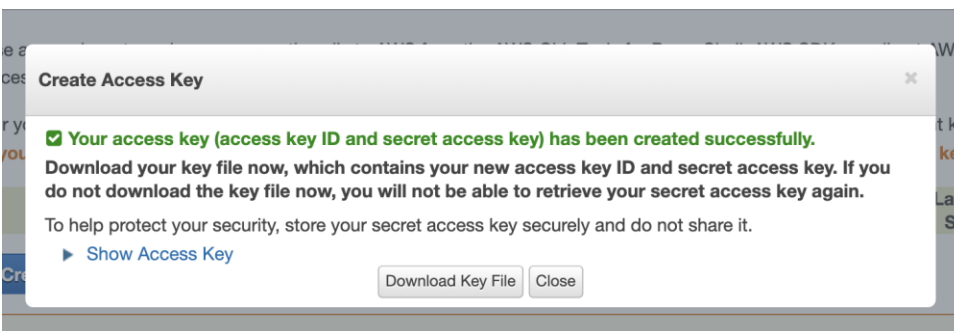 Create Access Key
Your access key (access key ID and secret access key) has been created successfully.
Download your key file now, which contains your new access key ID and secret access key. If you
do not download the key file now, you will not be able to retrieve your secret access key again.
To help protect your security, store your secret access key securely and do not share it.
Show Access Key
Download Key File
Close